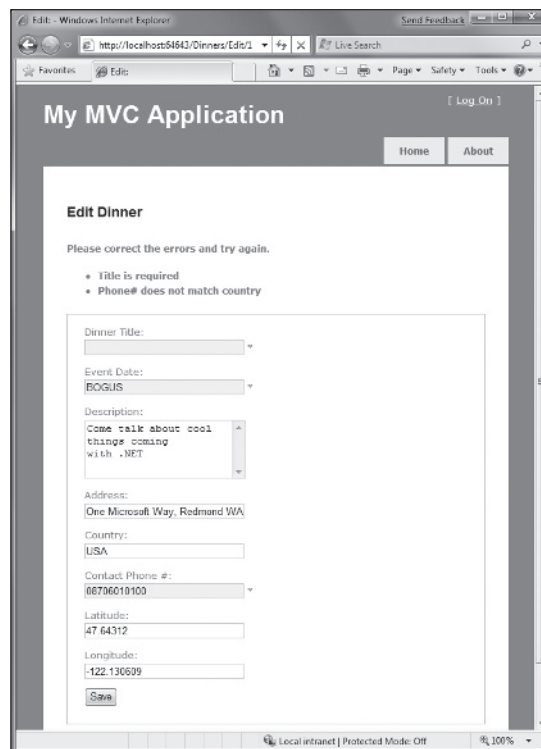 Edit: - Windows Internet Explorer
Send Feedback
http://localhost:64643/Dinners/Edit/1
Live Search
Favorites
Edit:
Page
Safety
Tools
[ Log On ]
My MVC Application
Home
About
Edit Dinner
Please correct the errors and try again.
• Title is required
• Phone# does not match country
Dinner Title:
*
Event Date:
BOGUS
*
Description:
Come talk about cool
things coming
with .NET
Address:
One Microsoft Way, Redmond WA
Country:
USA
Contact Phone #:
08706010100
*
Latitude:
47.64312
Longitude:
-122.130609
Save
Local intranet | Protected Mode: Off
100%